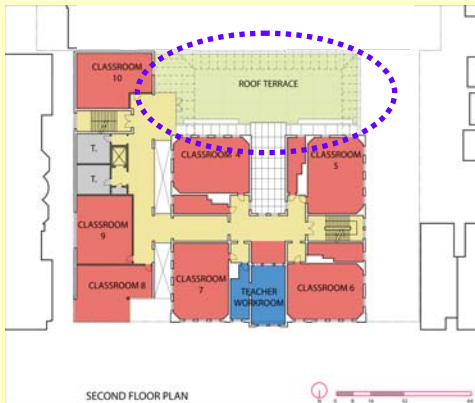 CLASSROOM
10
ROOF TERRACE
T.
CLASSROOM 4
CLASSROOM
5
T.
CLASSROOM
9
CLASSROOM 8
CLASSROOM
7
TEACHER
WORKROOM
CLASSROOM 6
SECOND FLOOR PLAN
N